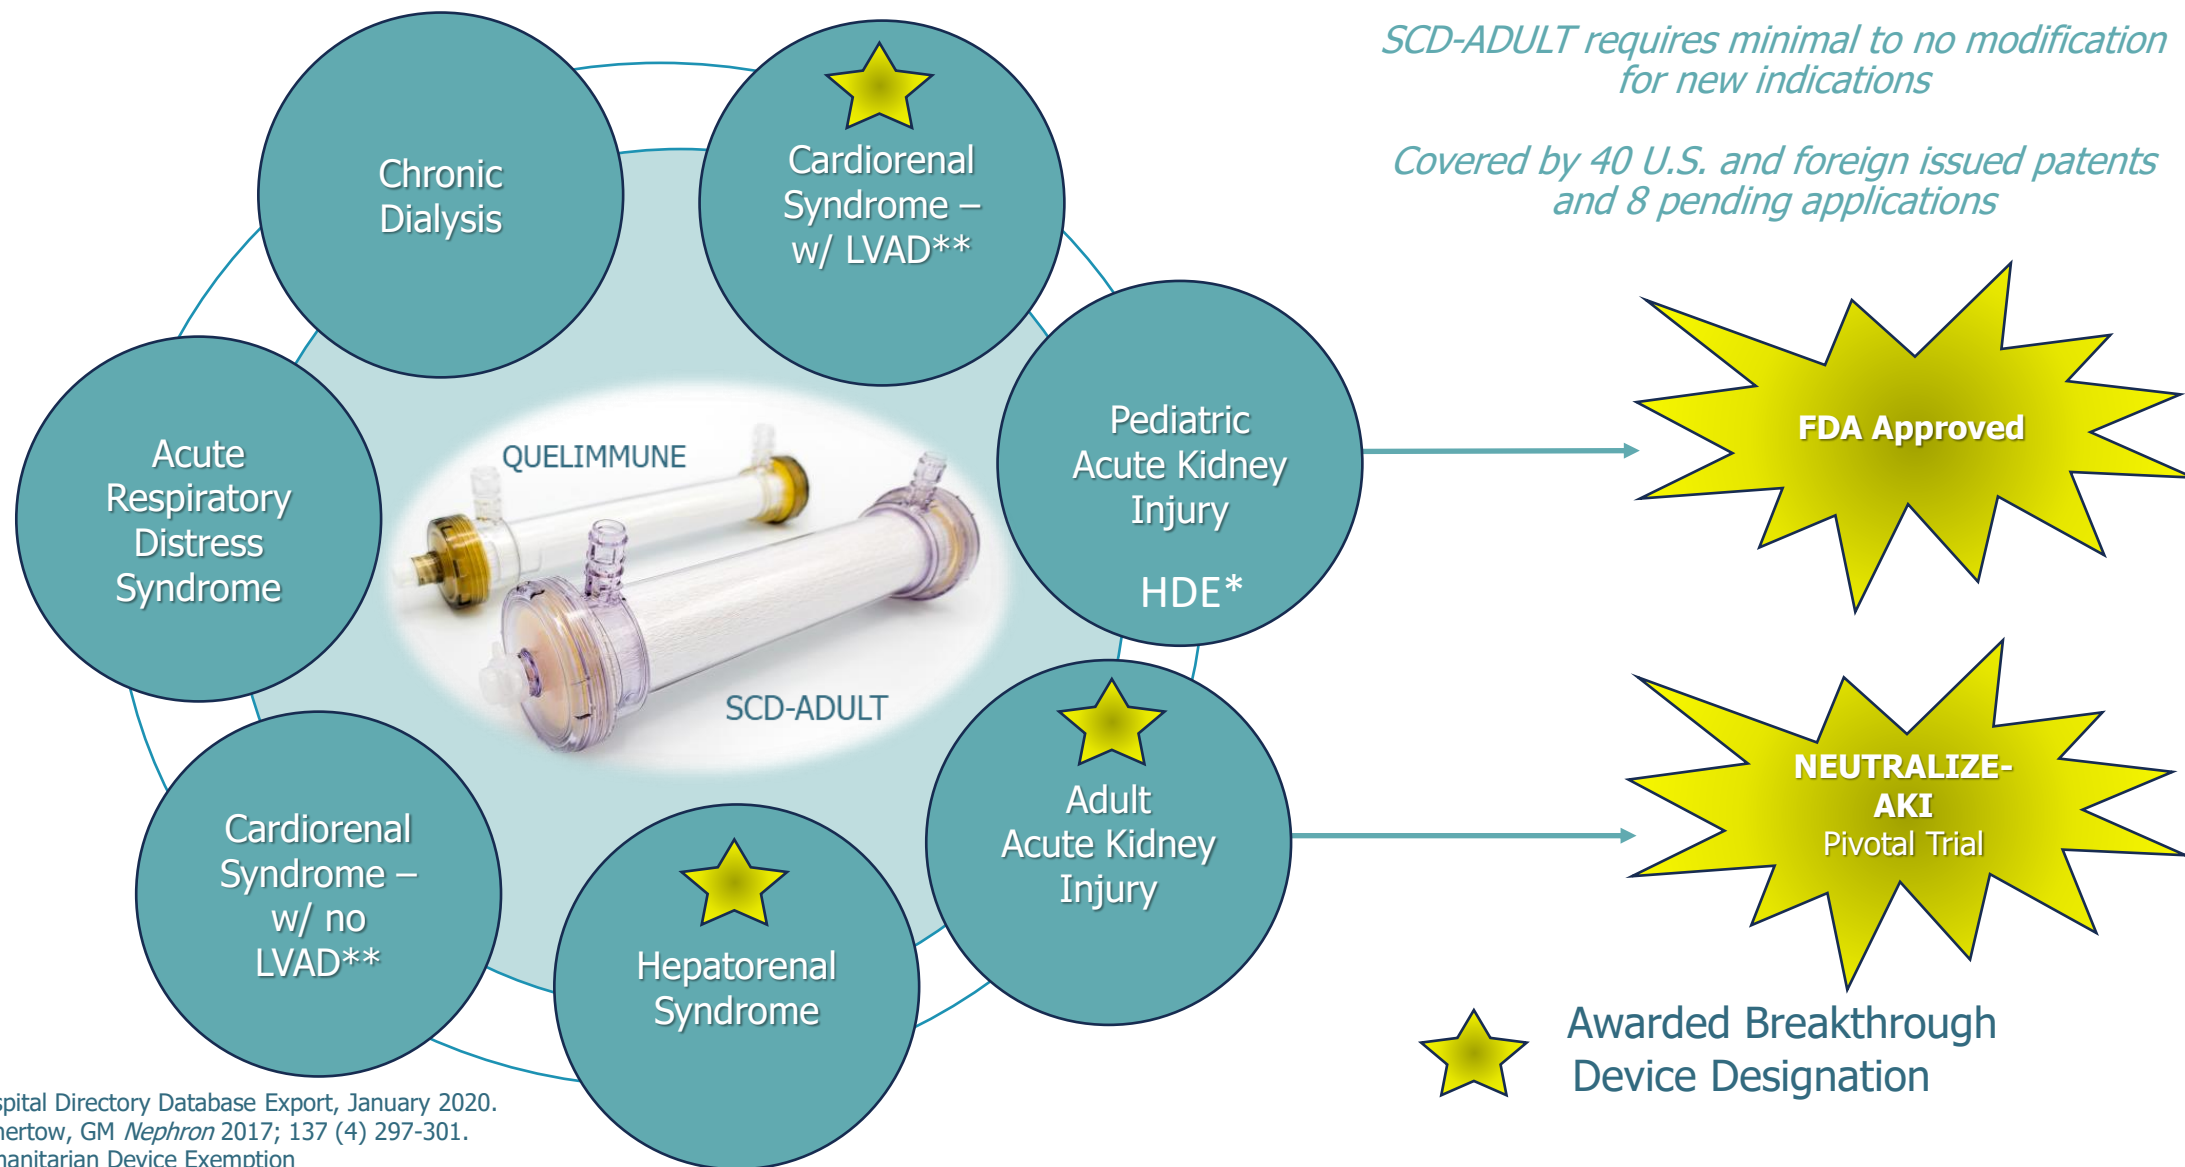 SCD-ADULT requires minimal to no modification
for new indications
Covered by 40 U.S. and foreign issued patents
and 8 pending applications
Chronic
Dialysis
Cardiorenal
Syndrome –
w/ LVAD**
Pediatric
Acute Kidney
Injury
HDE*
FDA Approved
Acute
Respiratory
Distress
Syndrome
QUELIMMUNE
SCD-ADULT
Adult
Acute Kidney
Injury
NEUTRALIZE-
AKI
Pivotal Trial
Cardiorenal
Syndrome –
w/ no
LVAD**
Hepatorenal
Syndrome
Awarded Breakthrough
Device Designation
Directory Database Export, January 2020.
GM Nephron 2017; 137 (4) 297-301.
Device Exemption